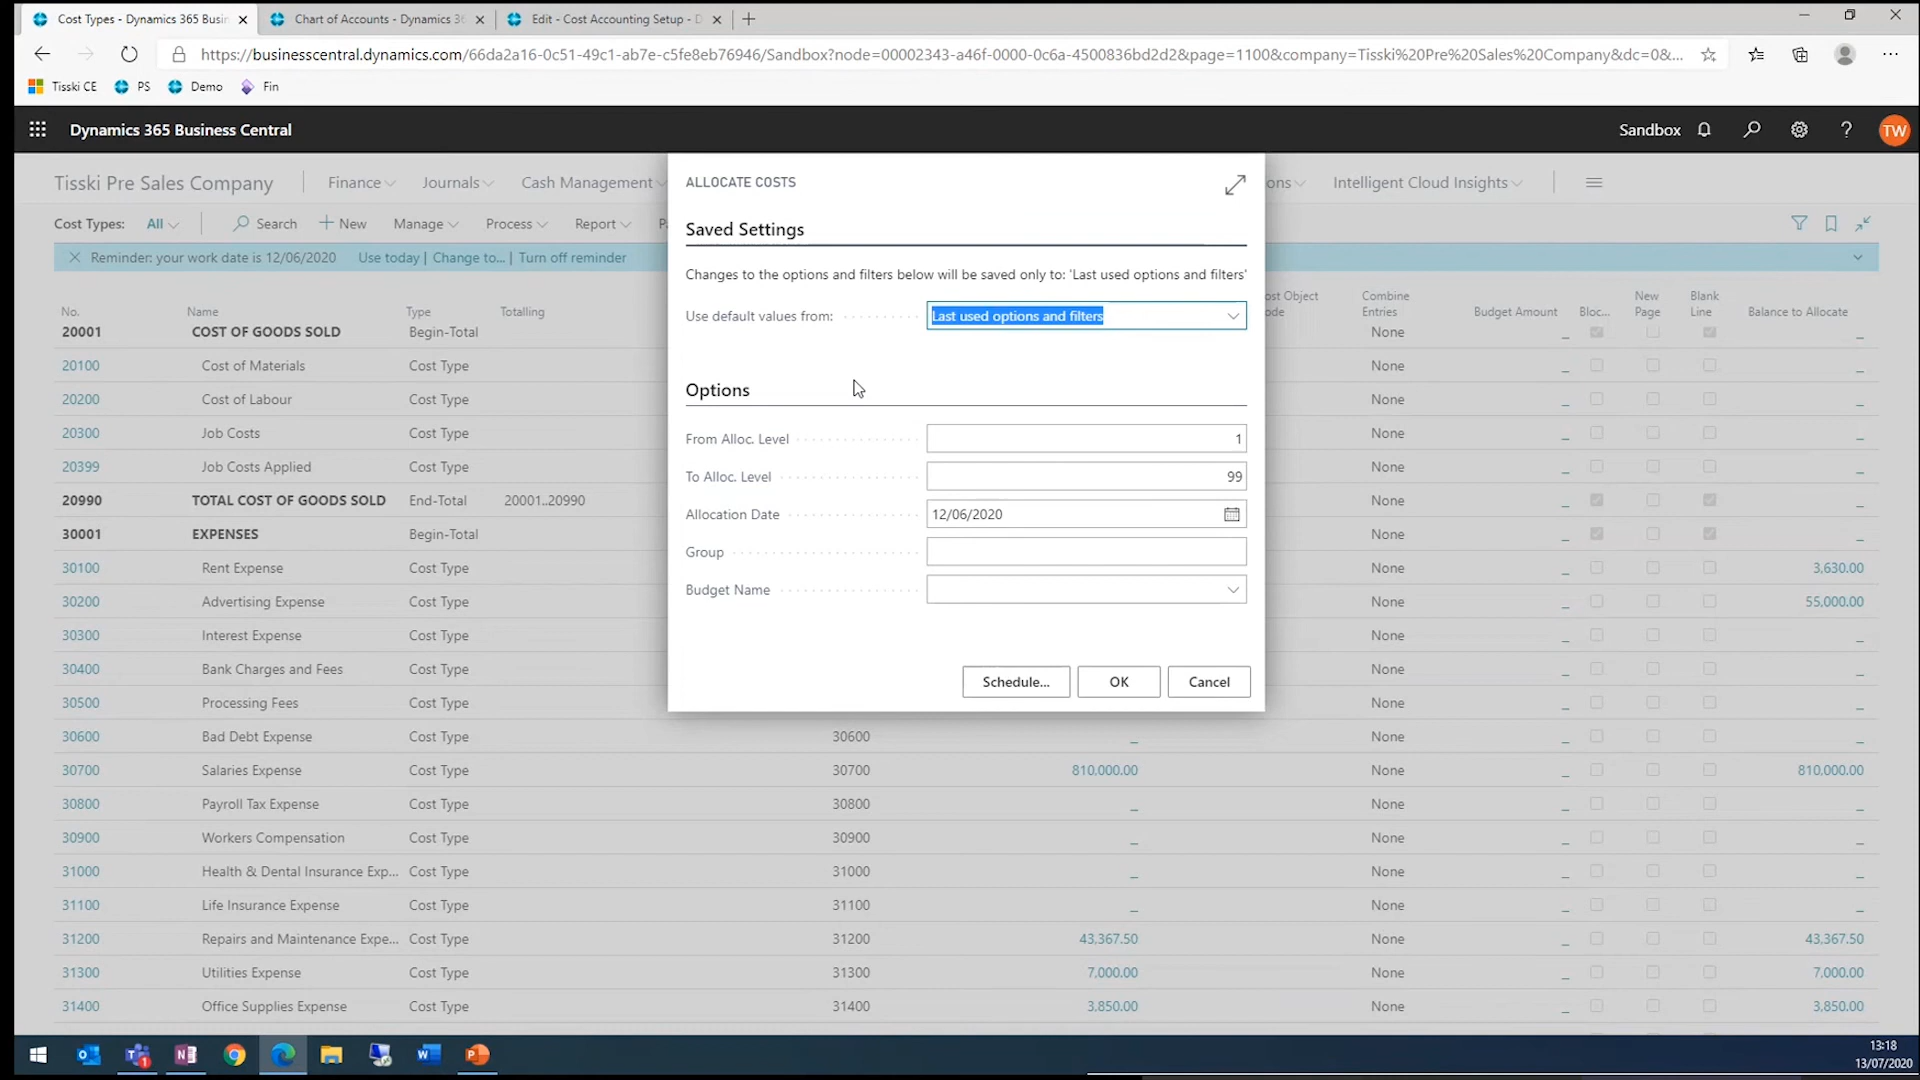 Cost Types - Dynamics 365 Busin
Chart of Accounts - Dynamics 36
Edit - Cost Accounting Setup - D
https://businesscentral.dynamics.com/66da2a16-0c51-49c1-ab7e-c5fe8eb76946/Sandbox?node=00002343-a46f-0000-0c6a-4500836bd2d2&page=1100&company=Tisski%20Pre%20Sales%20Company&dc=0&...
Tisski CE PS Demo Fin
Dynamics 365 Business Central
Sandbox ? TW
Tisski Pre Sales Company Finance Journals Cash Management ons Intelligent Cloud Insights
Cost Types: All Search New Manage Process Report
Reminder: your work date is 12/06/2020 Use today | Change to... | Turn off reminder
ALLOCATE COSTS
Saved Settings
Changes to the options and filters below will be saved only to: 'Last used options and filters'
Use default values from: Last used options and filters
Options
From Alloc. Level 1
To Alloc. Level 99
Allocation Date 12/06/2020
Group
Budget Name
Schedule... OK Cancel
No. Name Type Totalling ost Object ode Combine Entries Budget Amount Bloc... New Page Blank Line Balance to Allocate
20001 COST OF GOODS SOLD Begin-Total None _ _
20100 Cost of Materials Cost Type None _ _
20200 Cost of Labour Cost Type None _ _
20300 Job Costs Cost Type None _ _
20399 Job Costs Applied Cost Type None _ _
20990 TOTAL COST OF GOODS SOLD End-Total 20001..20990 None _ _
30001 EXPENSES Begin-Total None _ _
30100 Rent Expense Cost Type None _ 3,630.00
30200 Advertising Expense Cost Type None _ 55,000.00
30300 Interest Expense Cost Type None _ _
30400 Bank Charges and Fees Cost Type None _ _
30500 Processing Fees Cost Type None _ _
30600 Bad Debt Expense Cost Type 30600 _ None _ _
30700 Salaries Expense Cost Type 30700 810,000.00 None _ 810,000.00
30800 Payroll Tax Expense Cost Type 30800 _ None _ _
30900 Workers Compensation Cost Type 30900 _ None _ _
31000 Health & Dental Insurance Exp... Cost Type 31000 _ None _ _
31100 Life Insurance Expense Cost Type 31100 _ None _ _
31200 Repairs and Maintenance Expe... Cost Type 31200 43,367.50 None _ 43,367.50
31300 Utilities Expense Cost Type 31300 7,000.00 None _ 7,000.00
31400 Office Supplies Expense Cost Type 31400 3,850.00 None _ 3,850.00
13:18
13/07/2020